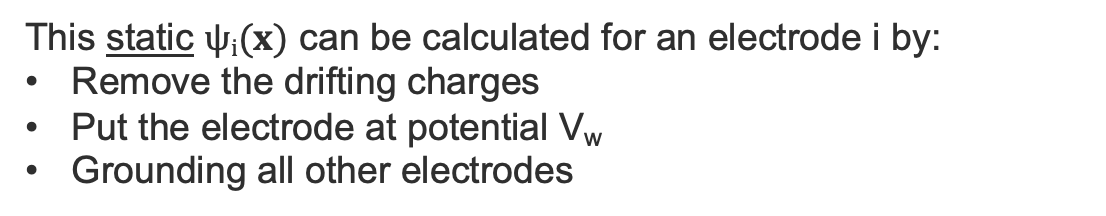 This static ψᵢ(𝐱) can be calculated for an electrode i by:
• Remove the drifting charges
• Put the electrode at potential V_w
• Grounding all other electrodes